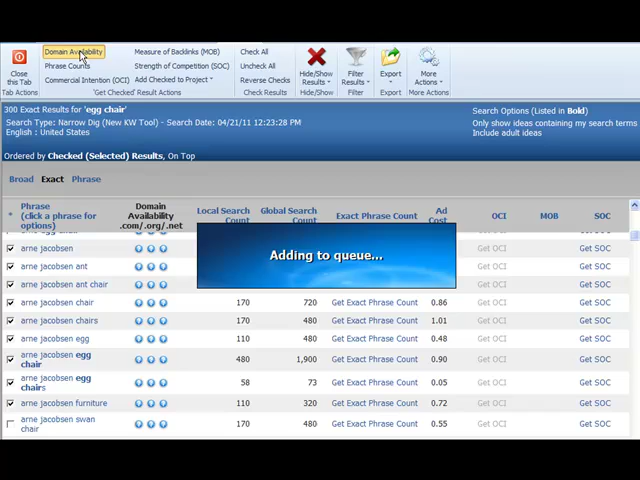 Domain Availability
Measure of Backlinks (MOB)
Check All
Phrase Counts
Strength of Competition (SOC)
Uncheck All
Commercial Intention (OCI)
Add Checked to Project
Reverse Checks
Close this Tab
Hide/Show Results
Filter Results
Export
More Actions
Tab Actions
'Get Checked' Result Actions
Check Results
Hide/Show
Filter
Export
More Actions
300 Exact Results for 'egg chair'
Search Type: Narrow Dig (New KW Tool) - Search Date: 04/21/11 12:23:28 PM
English : United States
Search Options (Listed in Bold)
Only show ideas containing my search terms
Include adult ideas
Ordered by Checked (Selected) Results, On Top
Broad Exact Phrase
* Phrase (click a phrase for options) Domain Availability .com/.org/.net Local Search Count Global Search Count Exact Phrase Count Ad Cost OCI MOB SOC
arne jacobsen Get OCI Get SOC
arne jacobsen ant Get OCI Get SOC
arne jacobsen ant chair Get OCI Get SOC
arne jacobsen chair 170 720 Get Exact Phrase Count 0.86 Get OCI Get SOC
arne jacobsen chairs 170 480 Get Exact Phrase Count 1.01 Get OCI Get SOC
arne jacobsen egg 110 480 Get Exact Phrase Count 0.48 Get OCI Get SOC
arne jacobsen egg chair 480 1,900 Get Exact Phrase Count 0.90 Get OCI Get SOC
arne jacobsen egg chairs 58 73 Get Exact Phrase Count 0.05 Get OCI Get SOC
arne jacobsen furniture 110 320 Get Exact Phrase Count 0.72 Get OCI Get SOC
arne jacobsen swan chair 170 480 Get Exact Phrase Count 0.55 Get OCI Get SOC
Adding to queue...